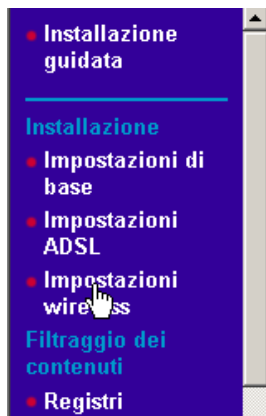 Installazione
guidata
Installazione
Impostazioni di
base
Impostazioni
ADSL
Impostazioni
wireless
Filtraggio dei
contenuti
Registri